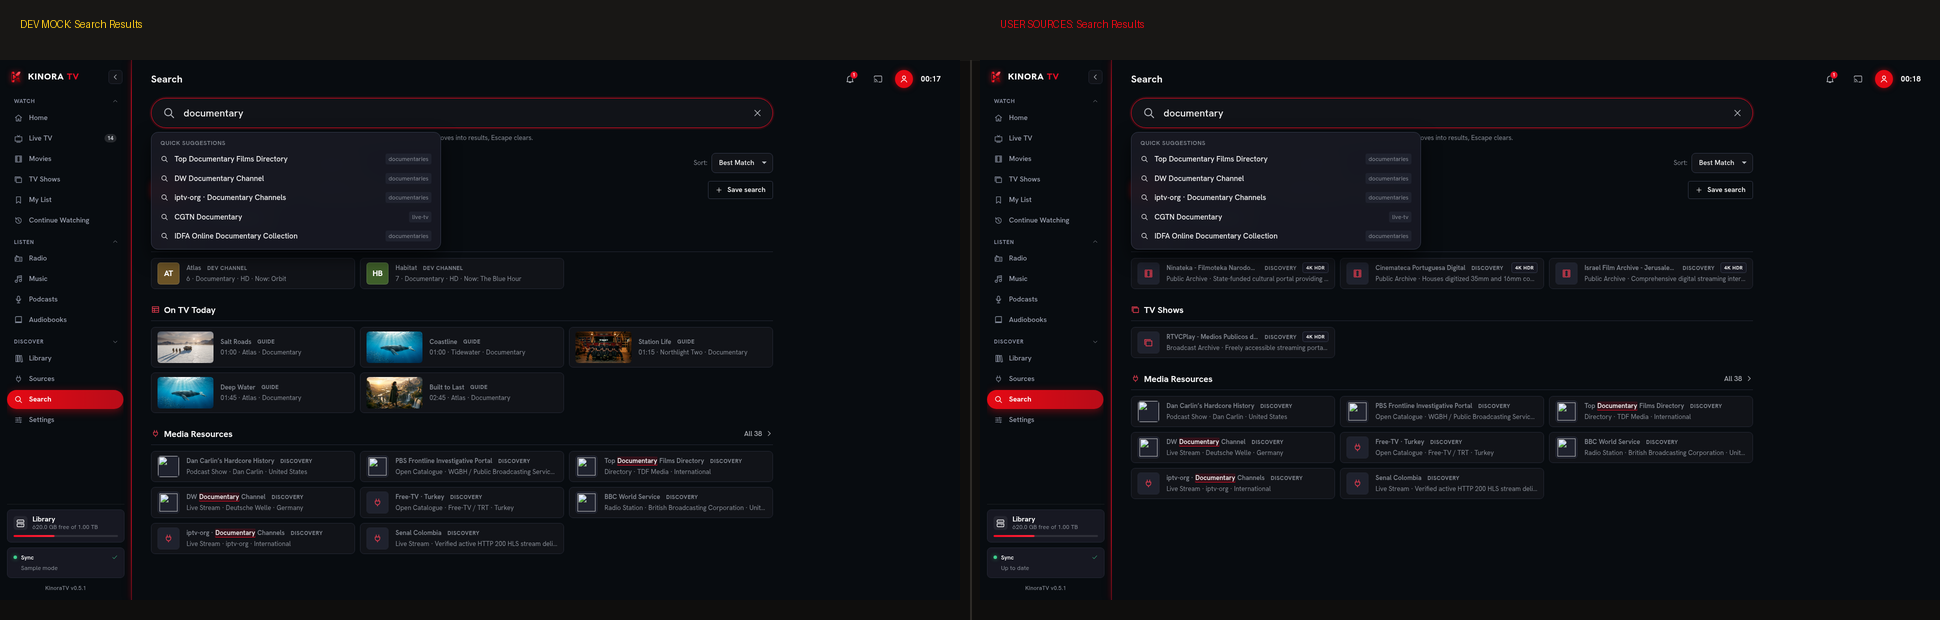 DEV MOCK: Search Results
KINORA TV
WATCH
Home
Live TV 14
Movies
TV Shows
My List
Continue Watching
LISTEN
Radio
Music
Podcasts
Audiobooks
DISCOVER
Library
Sources
Search
Settings
Library
620.0 GB free of 1.00 TB
Sync
Sample mode
KinoraTV v0.5.1
Search
1
00:17
documentary
oves into results, Escape clears.
QUICK SUGGESTIONS
Top Documentary Films Directory documentaries
DW Documentary Channel documentaries
iptv-org · Documentary Channels documentaries
CGTN Documentary live-tv
IDFA Online Documentary Collection documentaries
Sort: Best Match
+ Save search
AT Atlas DEV CHANNEL
6 · Documentary · HD · Now: Orbit
HB Habitat DEV CHANNEL
7 · Documentary · HD · Now: The Blue Hour
On TV Today
Salt Roads GUIDE
01:00 · Atlas · Documentary
Coastline GUIDE
01:00 · Tidewater · Documentary
Station Life GUIDE
01:15 · Northlight Two · Documentary
Deep Water GUIDE
01:45 · Atlas · Documentary
Built to Last GUIDE
02:45 · Atlas · Documentary
Media Resources All 38
Dan Carlin's Hardcore History DISCOVERY
Podcast Show · Dan Carlin · United States
PBS Frontline Investigative Portal DISCOVERY
Open Catalogue · WGBH / Public Broadcasting Servic...
Top Documentary Films Directory DISCOVERY
Directory · TDF Media · International
DW Documentary Channel DISCOVERY
Live Stream · Deutsche Welle · Germany
Free-TV · Turkey DISCOVERY
Open Catalogue · Free-TV / TRT · Turkey
BBC World Service DISCOVERY
Radio Station · British Broadcasting Corporation · Unit...
iptv-org · Documentary Channels DISCOVERY
Live Stream · iptv-org · International
Senal Colombia DISCOVERY
Live Stream · Verified active HTTP 200 HLS stream deli...
USER SOURCES: Search Results
KINORA TV
WATCH
Home
Live TV
Movies
TV Shows
My List
Continue Watching
LISTEN
Radio
Music
Podcasts
Audiobooks
DISCOVER
Library
Sources
Search
Settings
Library
620.0 GB free of 1.00 TB
Sync
Up to date
KinoraTV v0.5.1
Search
1
00:18
documentary
oves into results, Escape clears.
QUICK SUGGESTIONS
Top Documentary Films Directory documentaries
DW Documentary Channel documentaries
iptv-org · Documentary Channels documentaries
CGTN Documentary live-tv
IDFA Online Documentary Collection documentaries
Sort: Best Match
+ Save search
Ninateka - Filmoteka Narodo... DISCOVERY 4K HDR
Public Archive · State-funded cultural portal providing ...
Cinemateca Portuguesa Digital DISCOVERY 4K HDR
Public Archive · Houses digitized 35mm and 16mm co...
Israel Film Archive - Jerusale... DISCOVERY 4K HDR
Public Archive · Comprehensive digital streaming inter...
TV Shows
RTVCPlay - Medios Publicos d... DISCOVERY 4K HDR
Broadcast Archive · Freely accessible streaming porta...
Media Resources All 38
Dan Carlin's Hardcore History DISCOVERY
Podcast Show · Dan Carlin · United States
PBS Frontline Investigative Portal DISCOVERY
Open Catalogue · WGBH / Public Broadcasting Servic...
Top Documentary Films Directory DISCOVERY
Directory · TDF Media · International
DW Documentary Channel DISCOVERY
Live Stream · Deutsche Welle · Germany
Free-TV · Turkey DISCOVERY
Open Catalogue · Free-TV / TRT · Turkey
BBC World Service DISCOVERY
Radio Station · British Broadcasting Corporation · Unit...
iptv-org · Documentary Channels DISCOVERY
Live Stream · iptv-org · International
Senal Colombia DISCOVERY
Live Stream · Verified active HTTP 200 HLS stream deli...